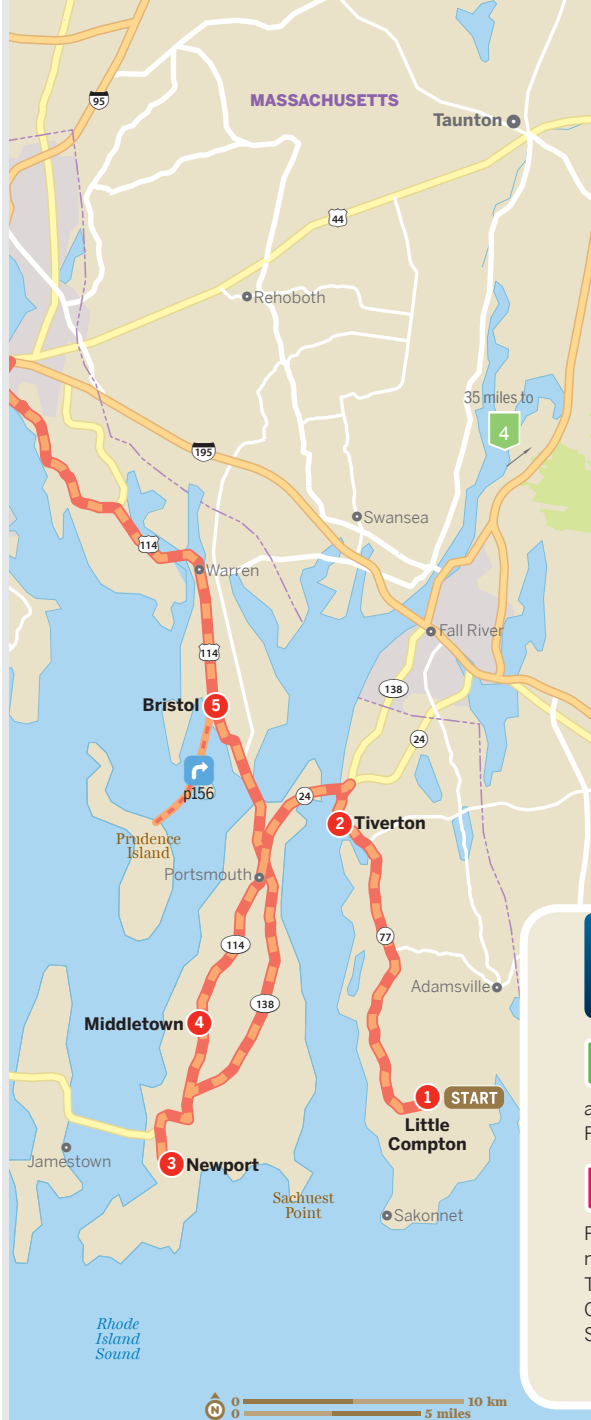 95
MASSACHUSETTS
Taunton
44
Rehoboth
35 miles to
4
195
Swansea
114
Warren
Fall River
114
138
Bristol 5
24
p156
24
2 Tiverton
Prudence
Island
Portsmouth
77
114
Adamsville
138
Middletown 4
1 START
Little
Compton
Jamestown
3 Newport
Sachuest
Point
Sakonnet
a
F
F
r
T
C
S
Rhode
Island
Sound
N
0 10 km
0 5 miles